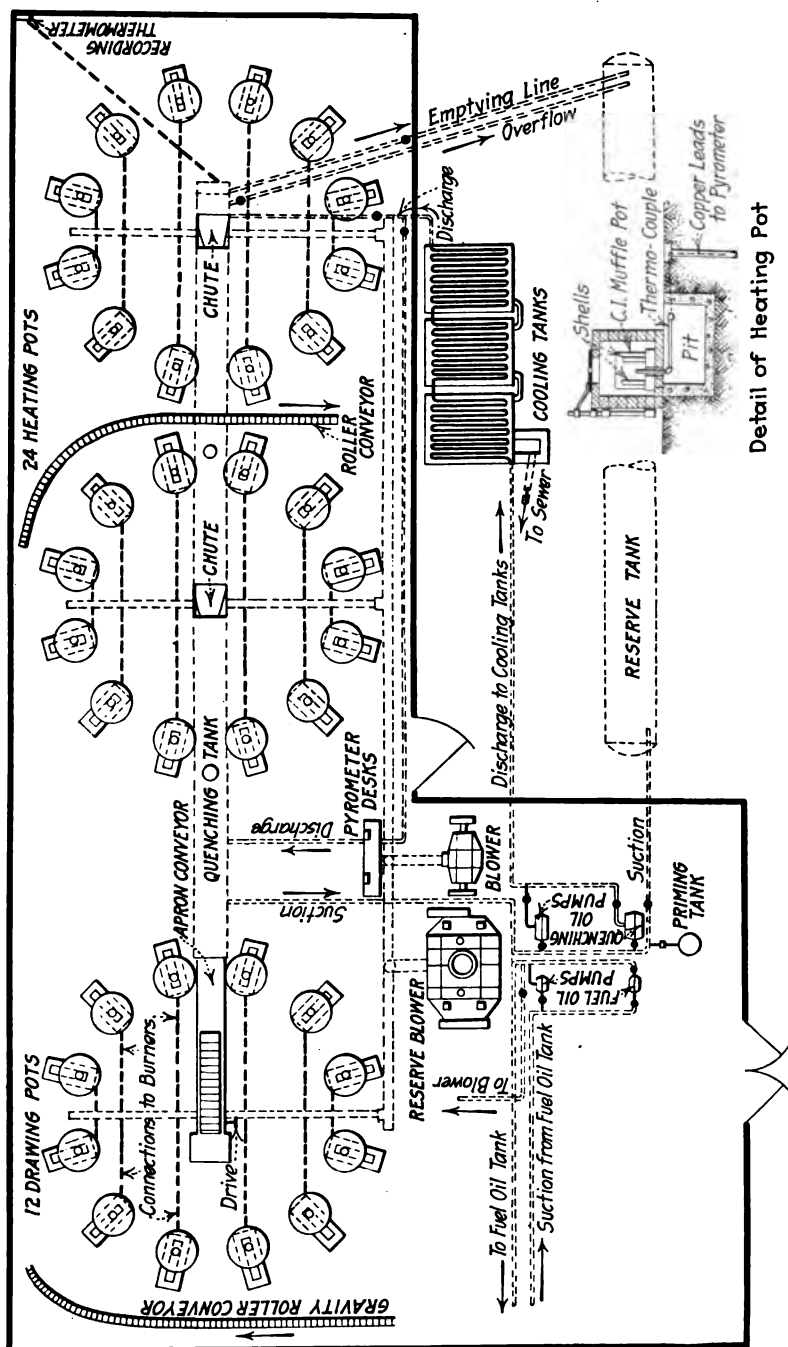 12 DRAWING POTS
24 HEATING POTS
RECORDING
THERMOMETER
Connections to Burners
APRON CONVEYOR
QUENCHING TANK
CHUTE
CHUTE
ROLLER
CONVEYOR
Drive
GRAVITY ROLLER CONVEYOR
Suction
Discharge
PYROMETER
DESKS
Emptying Line
Overflow
Discharge
RESERVE BLOWER
BLOWER
COOLING TANKS
To Blower
To Sewer
Discharge to Cooling Tanks
To Fuel Oil Tank
Suction from Fuel Oil Tank
FUEL OIL
PUMPS
QUENCHING
OIL
PUMPS
Suction
PRIMING
TANK
RESERVE TANK
Shells
C.I. Muffle Pot
Thermo-Couple
Pit
Copper Leads
to Pyrometer
Detail of Heating Pot